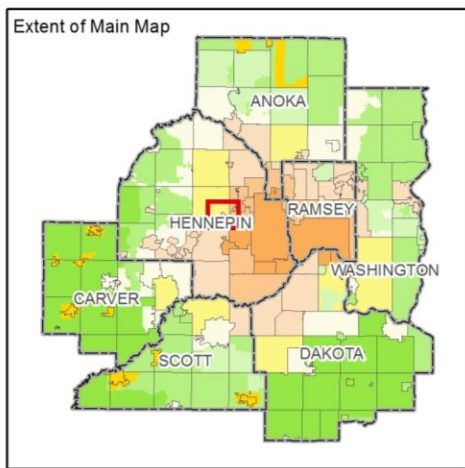 Extent of Main Map
ANOKA
HENNEPIN
RAMSEY
WASHINGTON
CARVER
SCOTT
DAKOTA